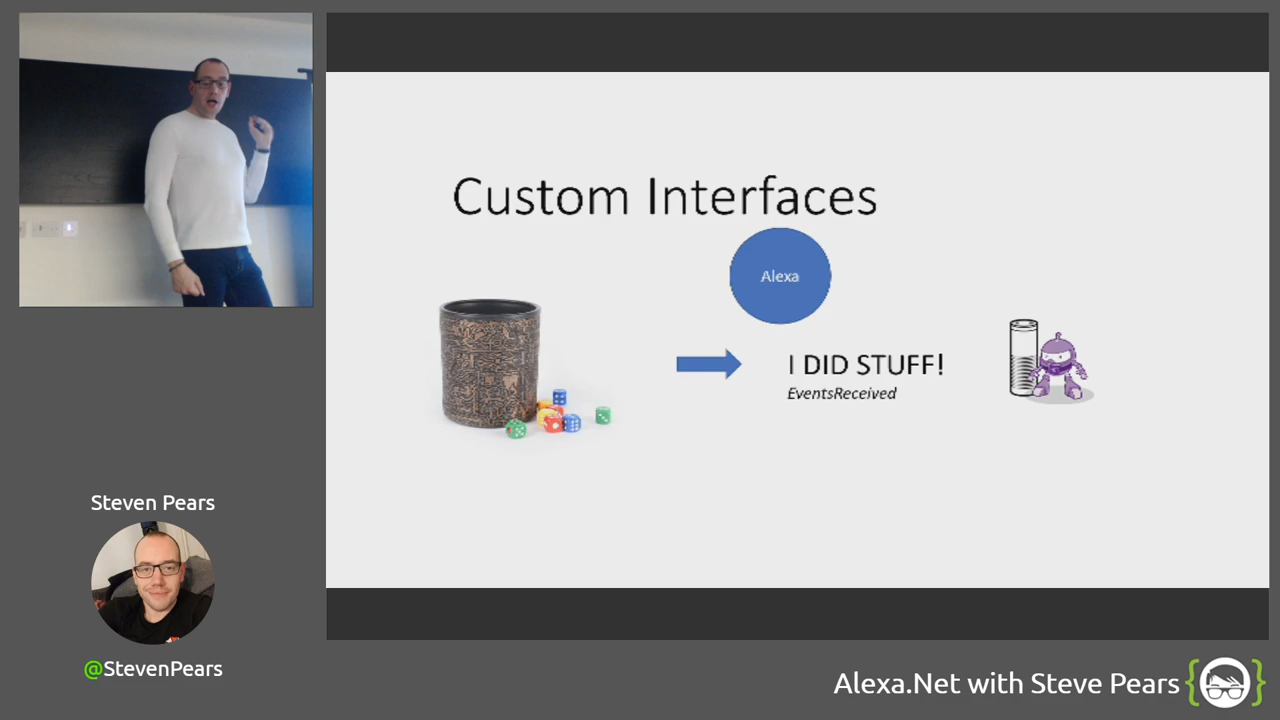 Custom Interfaces
Alexa
I DID STUFF!
EventsReceived
Steven Pears
@StevenPears
Alexa.Net with Steve Pears